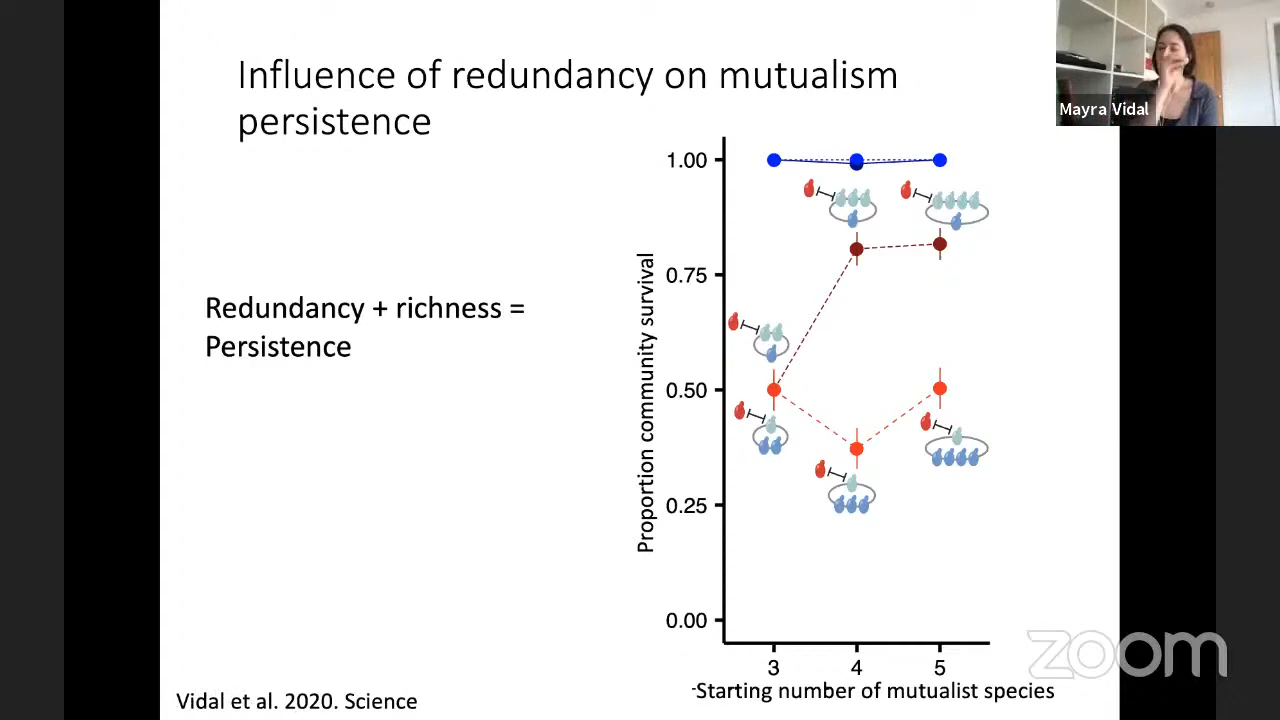 Influence of redundancy on mutualism
persistence
Mayra Vidal
Redundancy + richness =
Persistence
Proportion community survival
1.00
0.75
0.50
0.25
0.00
3 4 5
-Starting number of mutualist species
Vidal et al. 2020. Science
zoom